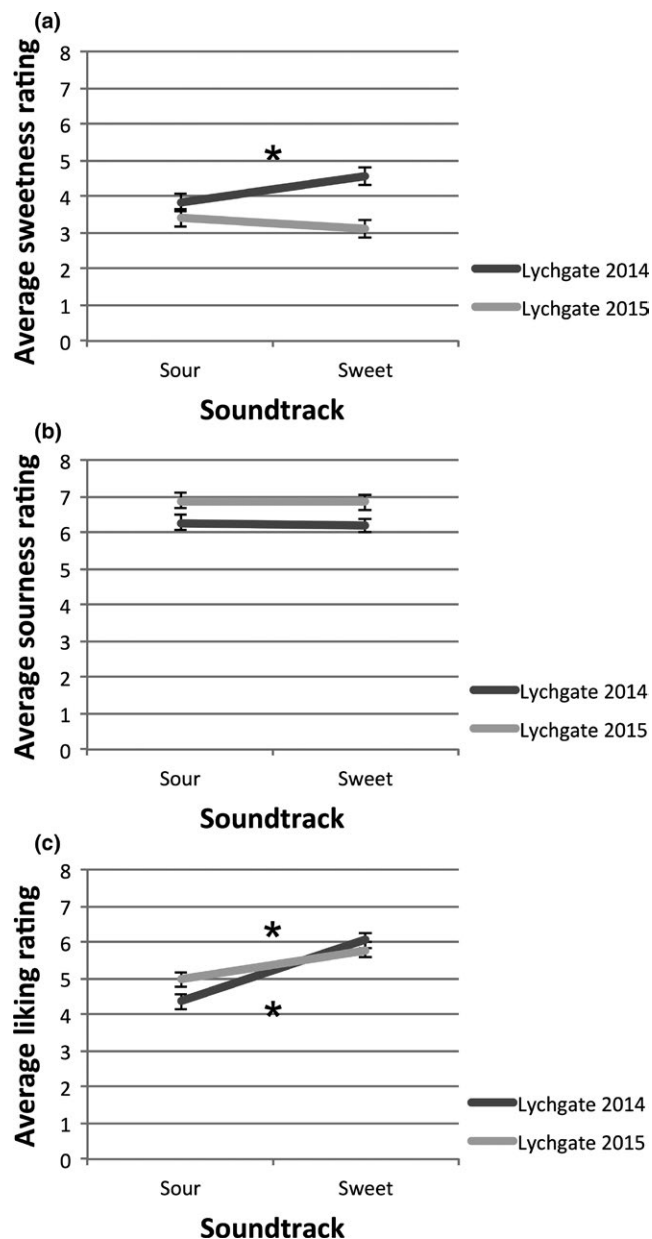 (a)
Average sweetness rating
8
7
6
5
4
3
2
1
0
*
Sour Sweet
Soundtrack
Lychgate 2014
Lychgate 2015
(b)
Average sourness rating
8
7
6
5
4
3
2
1
0
Sour Sweet
Soundtrack
Lychgate 2014
Lychgate 2015
(c)
Average liking rating
8
7
6
5
4
3
2
1
0
*
*
Sour Sweet
Soundtrack
Lychgate 2014
Lychgate 2015